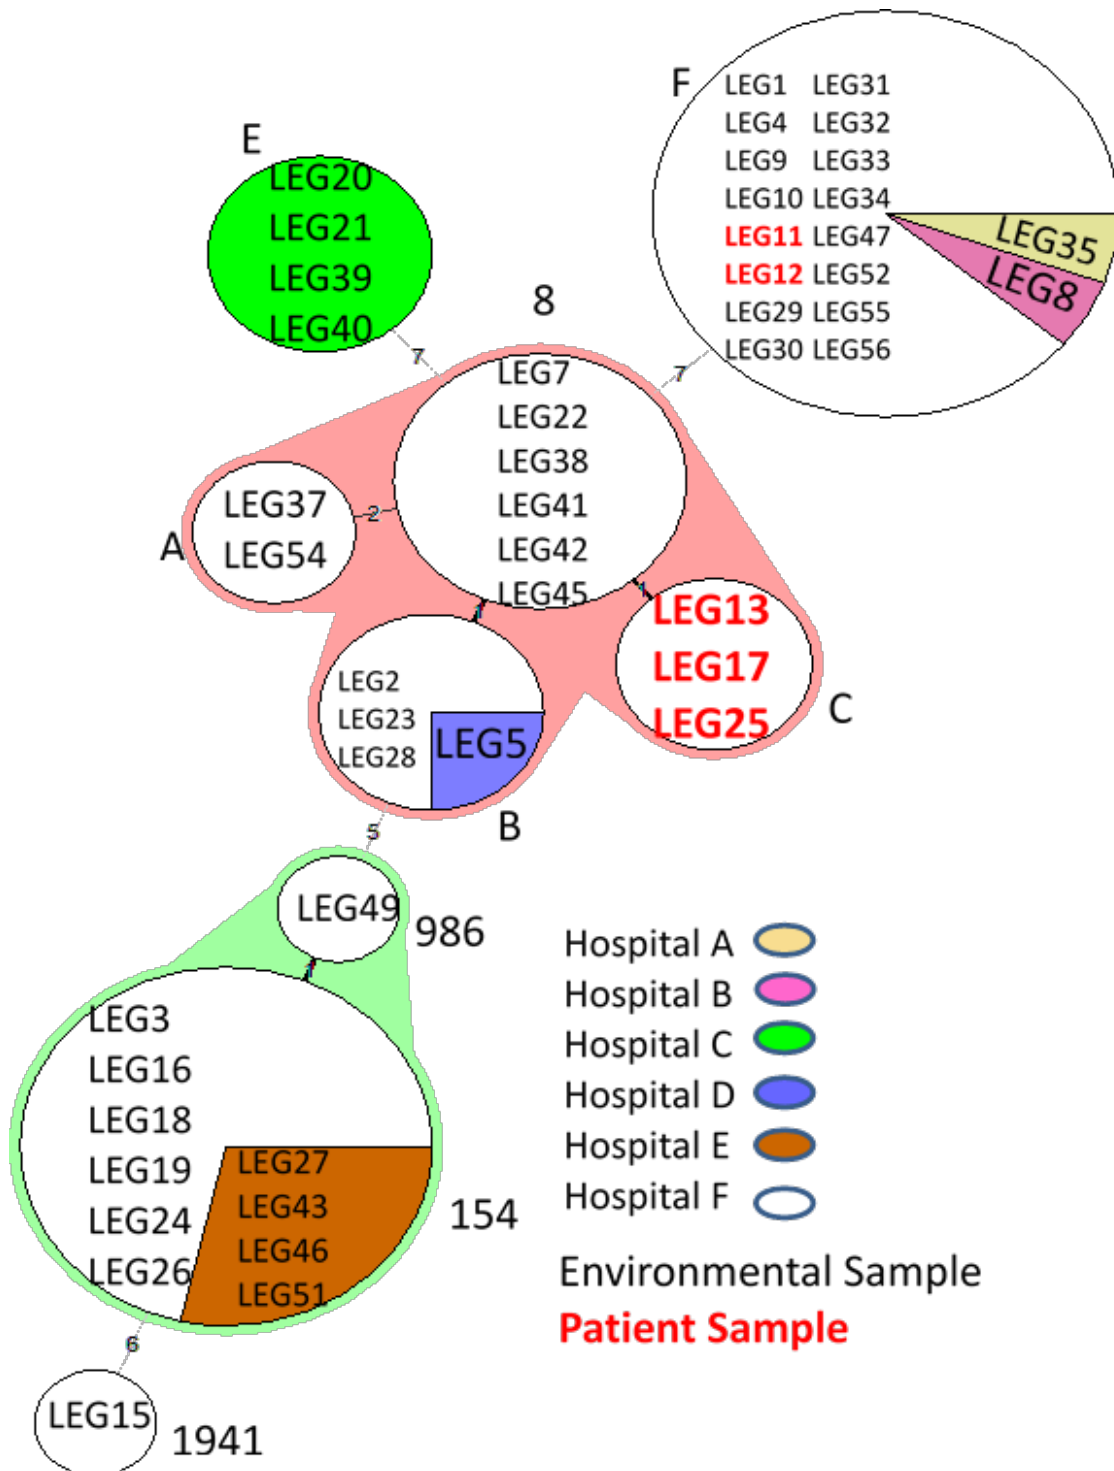 F
LEG1 LEG31
LEG4 LEG32
LEG9 LEG33
LEG10 LEG34
LEG11 LEG47
LEG12 LEG52
LEG29 LEG55
LEG30 LEG56
LEG35
LEG8
E
LEG20
LEG21
LEG39
LEG40
7
7
8
LEG7
LEG22
LEG38
LEG41
LEG42
LEG45
A
LEG37
LEG54
2
1
1
LEG13
LEG17
LEG25
C
LEG2
LEG23
LEG28
LEG5
B
5
LEG49
986
1
LEG3
LEG16
LEG18
LEG19
LEG24
LEG26
LEG27
LEG43
LEG46
LEG51
154
6
LEG15
1941
Hospital A
Hospital B
Hospital C
Hospital D
Hospital E
Hospital F
Environmental Sample
Patient Sample